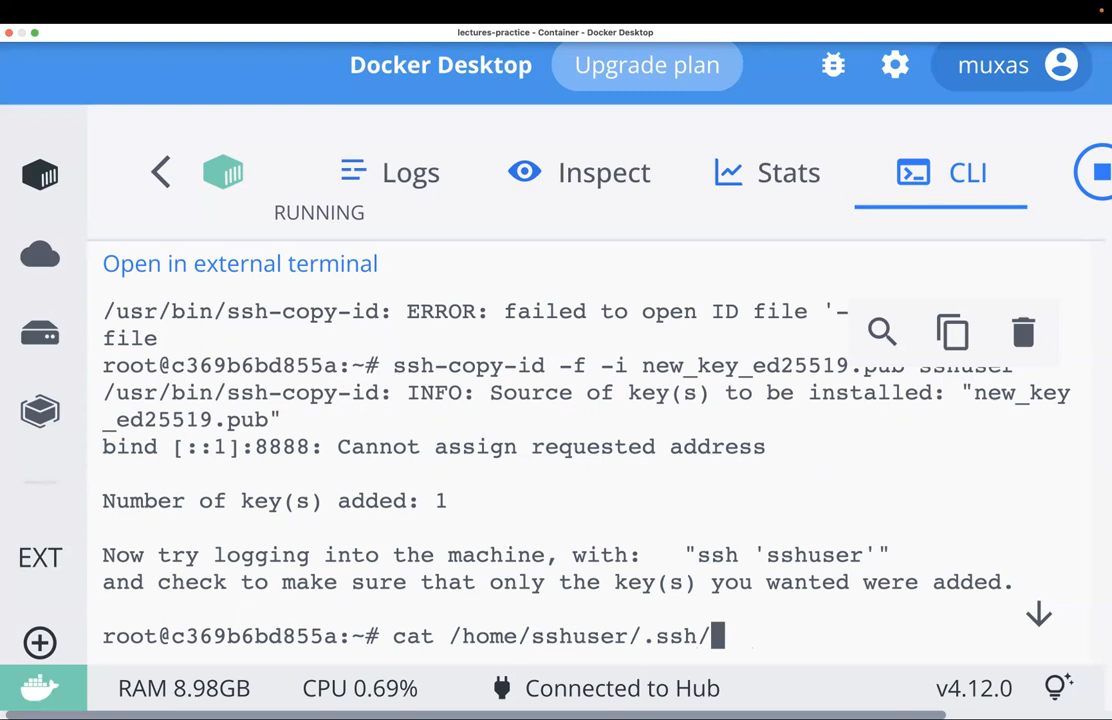 lectures-practice - Container - Docker Desktop
Docker Desktop
Upgrade plan
muxas
Logs
Inspect
Stats
CLI
RUNNING
Open in external terminal
/usr/bin/ssh-copy-id: ERROR: failed to open ID file '-
file
root@c369b6bd855a:~# ssh-copy-id -f -i new_key_ed25519.pub sshuser
/usr/bin/ssh-copy-id: INFO: Source of key(s) to be installed: "new_key
_ed25519.pub"
bind [::1]:8888: Cannot assign requested address
Number of key(s) added: 1
Now try logging into the machine, with:   "ssh 'sshuser'"
and check to make sure that only the key(s) you wanted were added.
root@c369b6bd855a:~# cat /home/sshuser/.ssh/
EXT
RAM 8.98GB
CPU 0.69%
Connected to Hub
v4.12.0